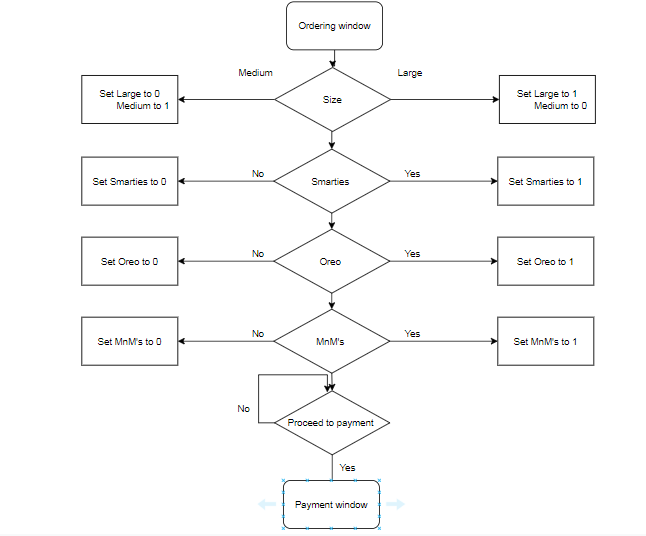 Ordering window
Medium
Large
Set Large to 0
Medium to 1
Size
Set Large to 1
Medium to 0
No
Yes
Set Smarties to 0
Smarties
Set Smarties to 1
No
Yes
Set Oreo to 0
Oreo
Set Oreo to 1
No
Yes
Set MnM's to 0
MnM's
Set MnM's to 1
No
Proceed to payment
Yes
Payment window